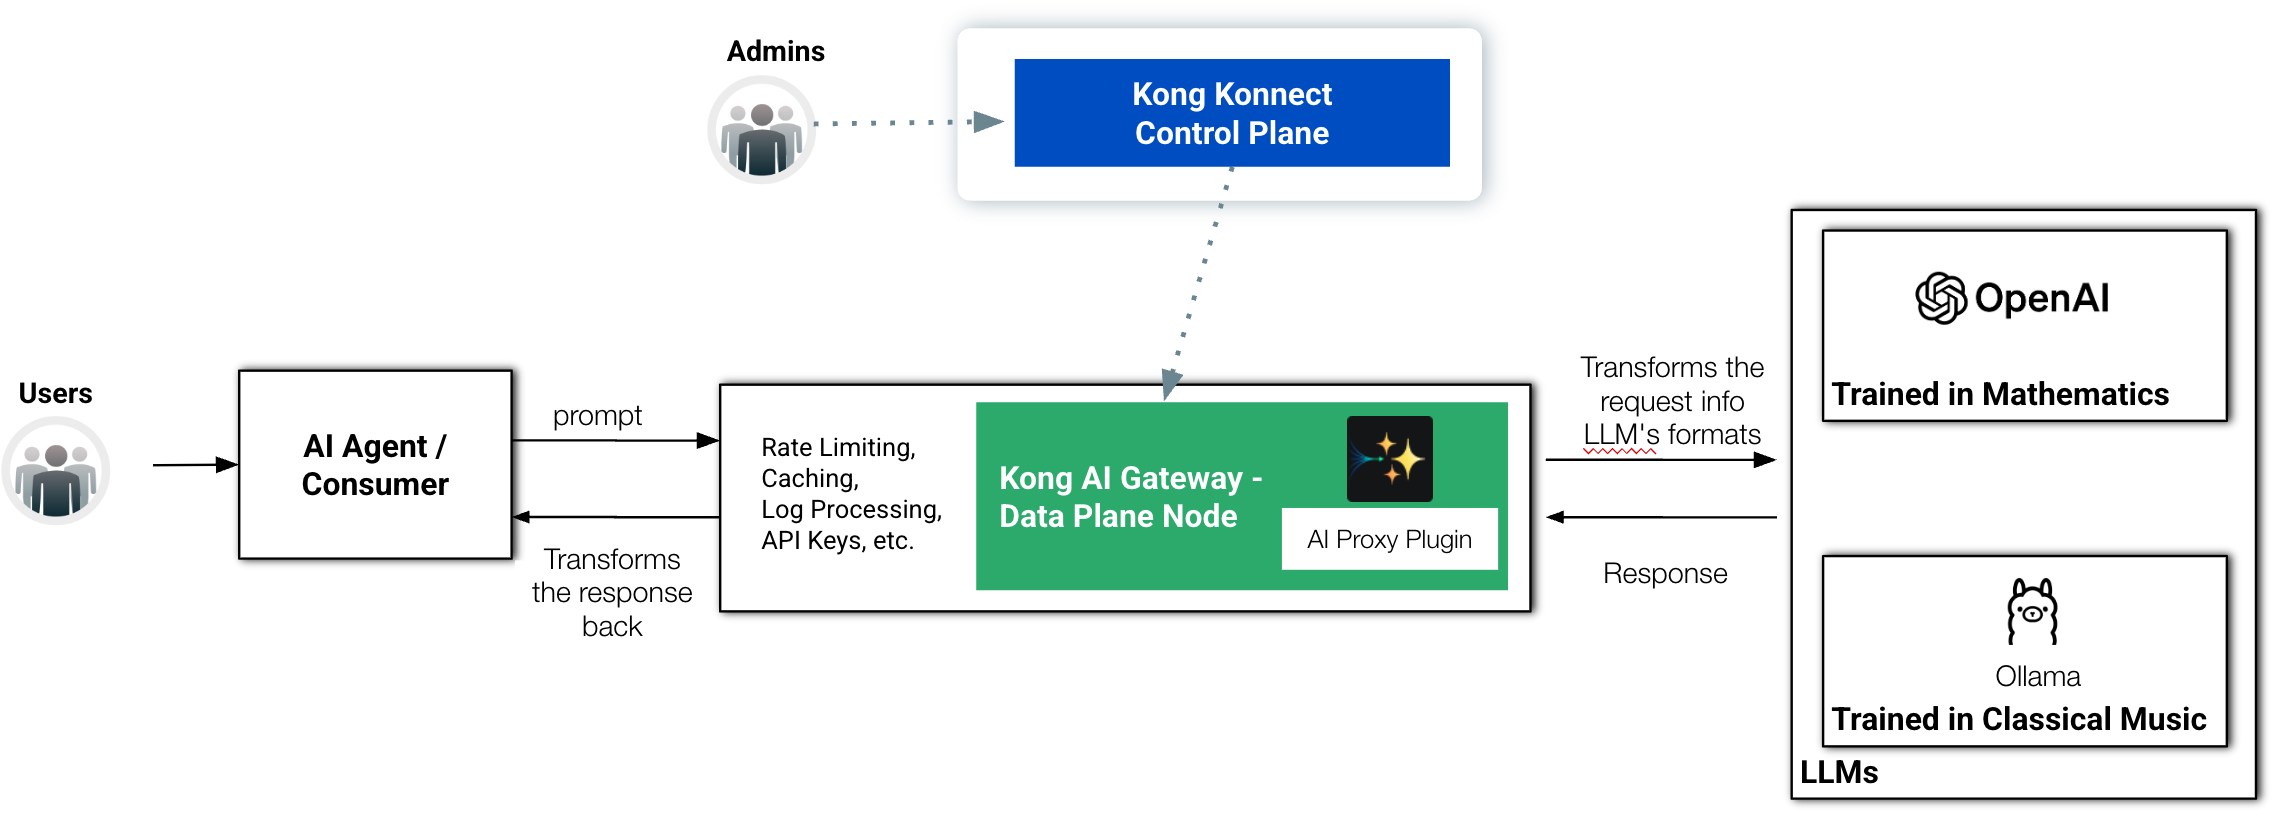 Admins
Kong Konnect
Control Plane
Users
AI Agent /
Consumer
prompt
Transforms
the response
back
Rate Limiting,
Caching,
Log Processing,
API Keys, etc.
Kong AI Gateway -
Data Plane Node
AI Proxy Plugin
Transforms the
request info
LLM's formats
Response
OpenAI
Trained in Mathematics
Ollama
Trained in Classical Music
LLMs